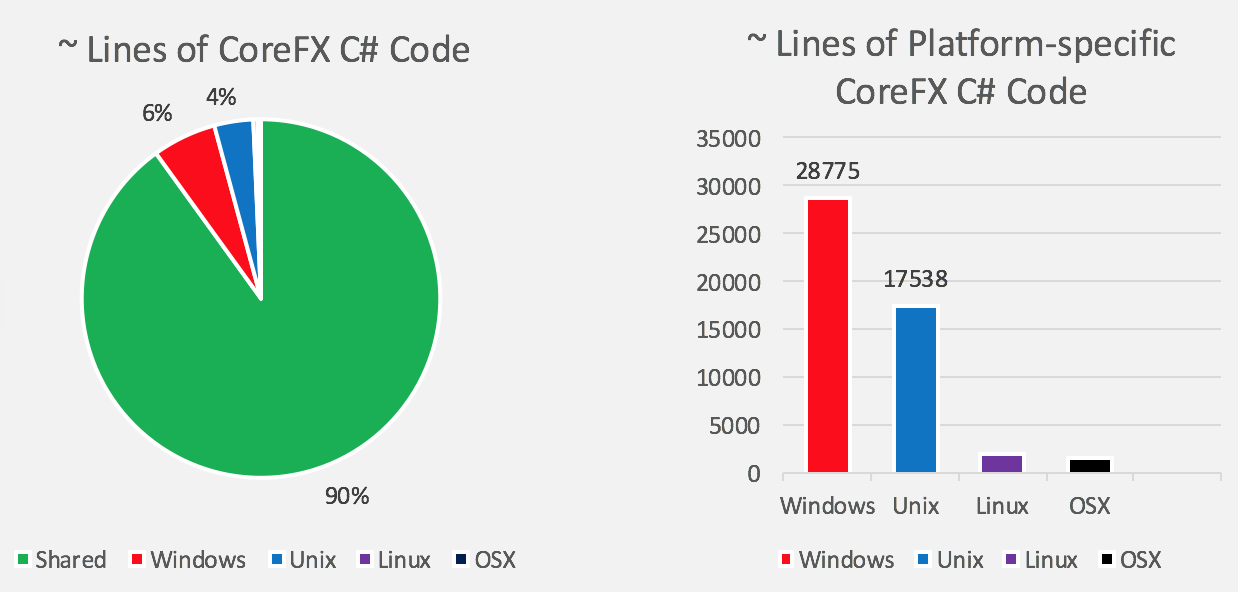 ~ Lines of CoreFX C# Code
6%
4%
90%
Shared Windows Unix Linux OSX
~ Lines of Platform-specific
CoreFX C# Code
35000
30000
25000
20000
15000
10000
5000
0
28775
17538
Windows Unix Linux OSX
Windows Unix Linux OSX